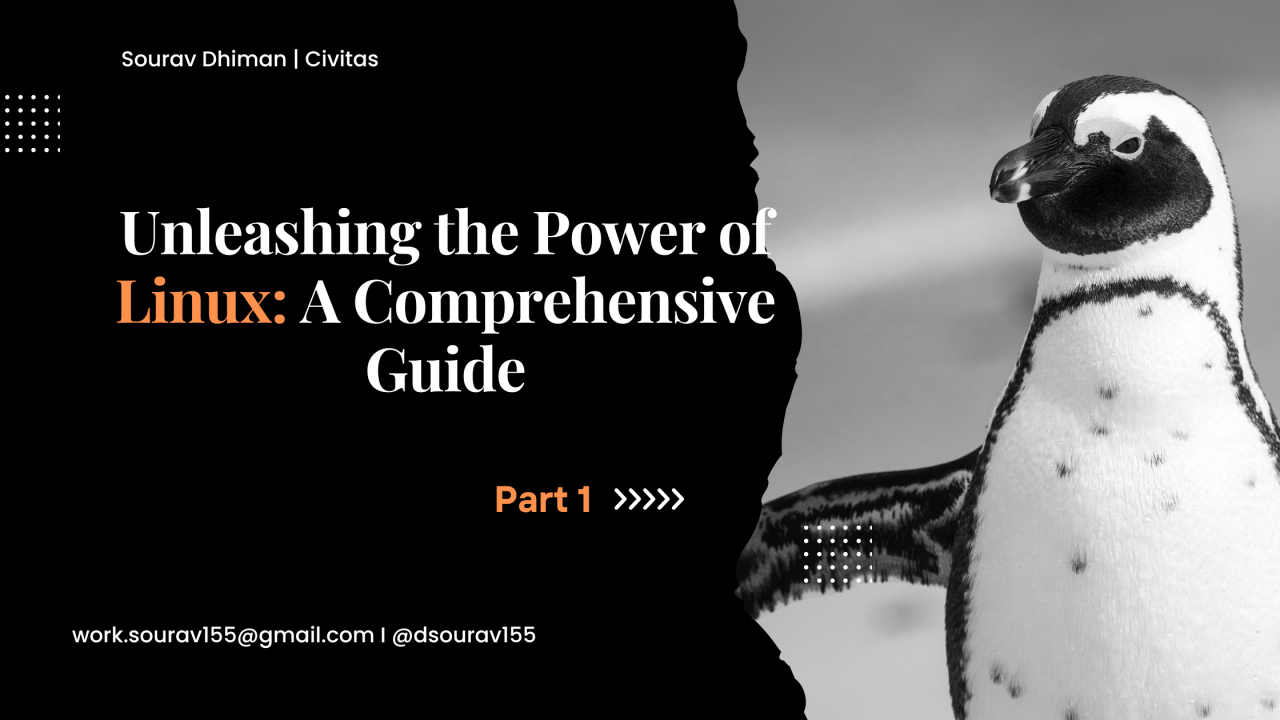 Sourav Dhiman | Civitas
Unleashing the Power of
Linux: A Comprehensive
Guide
Part 1
work.sourav155@gmail.com I @dsourav155